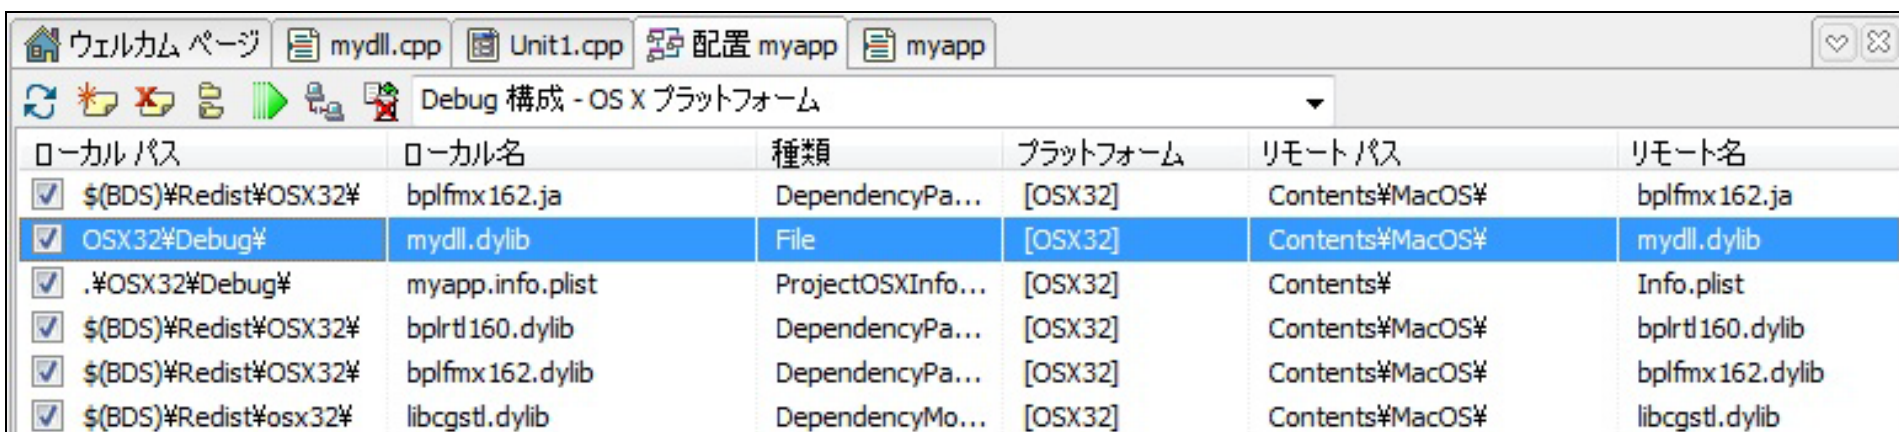 ウェルカム ページ mydll.cpp Unit1.cpp 配置 myapp myapp
Debug 構成 - OS X プラットフォーム
ローカル パス ローカル名 種類 プラットフォーム リモート パス リモート名
$(BDS)¥Redist¥OSX32¥ bplfmx162.ja DependencyPa... [OSX32] Contents¥MacOS¥ bplfmx162.ja
OSX32¥Debug¥ mydll.dylib File [OSX32] Contents¥MacOS¥ mydll.dylib
.¥OSX32¥Debug¥ myapp.info.plist ProjectOSXInfo... [OSX32] Contents¥ Info.plist
$(BDS)¥Redist¥OSX32¥ bplrtl160.dylib DependencyPa... [OSX32] Contents¥MacOS¥ bplrtl160.dylib
$(BDS)¥Redist¥OSX32¥ bplfmx162.dylib DependencyPa... [OSX32] Contents¥MacOS¥ bplfmx162.dylib
$(BDS)¥Redist¥osx32¥ libcgstl.dylib DependencyMo... [OSX32] Contents¥MacOS¥ libcgstl.dylib